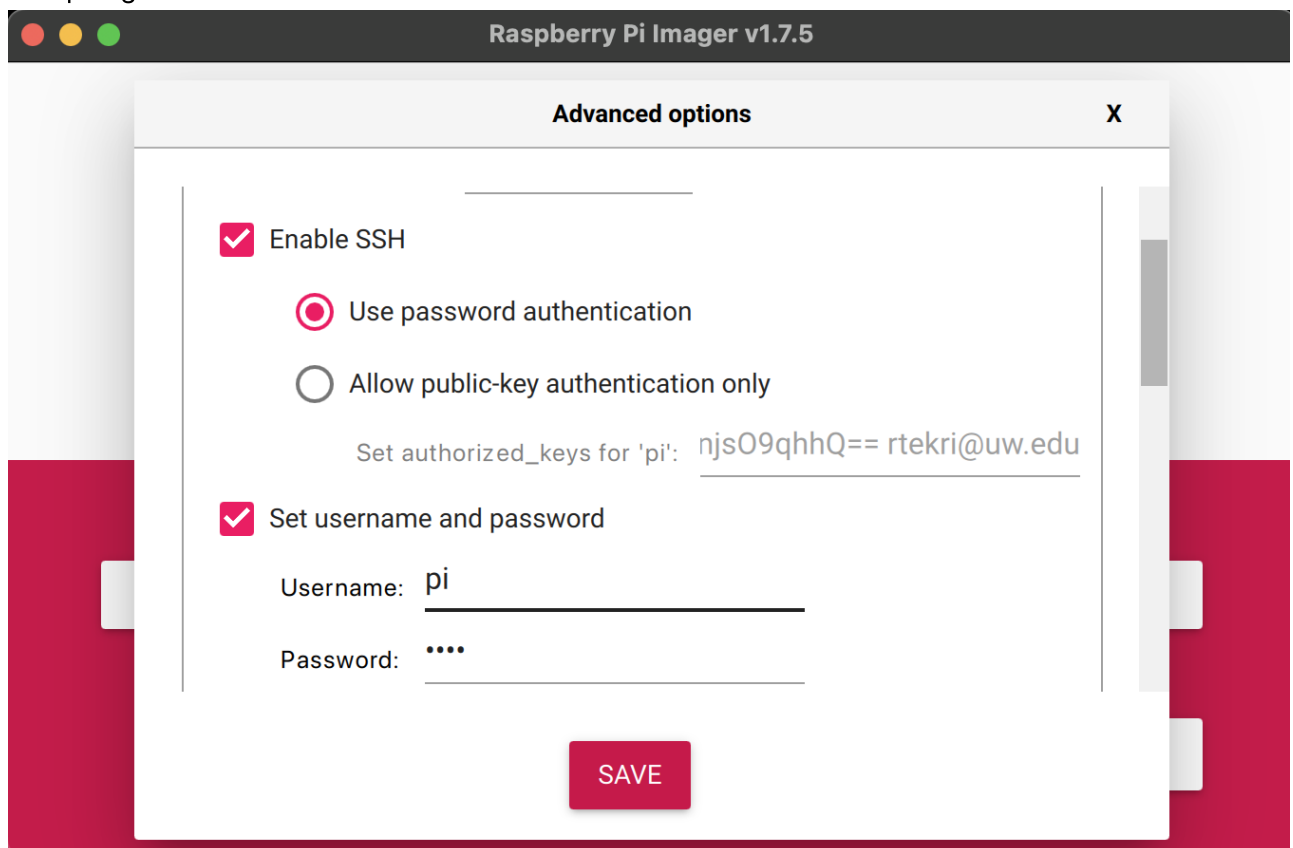 Raspberry Pi Imager v1.7.5
Advanced options X
Enable SSH
Use password authentication
Allow public-key authentication only
Set authorized_keys for 'pi': njsO9qhhQ== rtekri@uw.edu
Set username and password
Username: pi
Password: ••••
SAVE